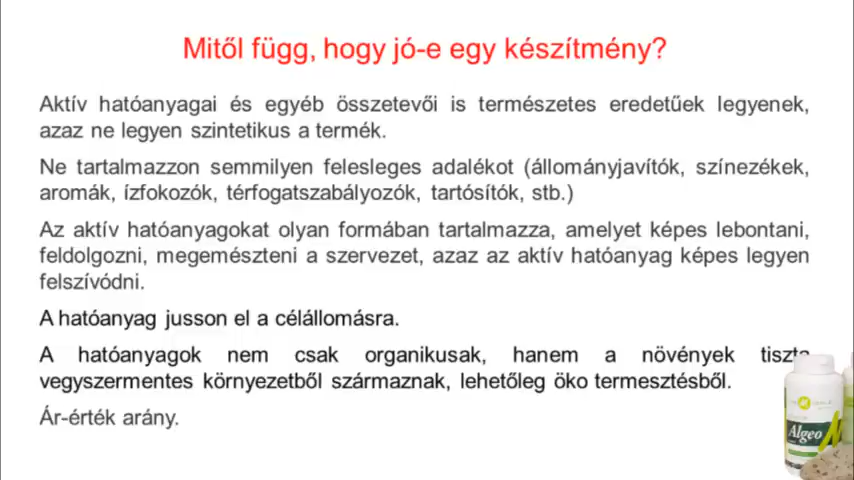 Mitől függ, hogy jó-e egy készítmény?
Aktív hatóanyagai és egyéb összetevői is természetes eredetűek legyenek,
azaz ne legyen szintetikus a termék.
Ne tartalmazzon semmilyen felesleges adalékot (állományjavítók, színezékek,
aromák, ízfokozók, térfogatszabályozók, tartósítók, stb.)
Az aktív hatóanyagokat olyan formában tartalmazza, amelyet képes lebontani,
feldolgozni, megemészteni a szervezet, azaz az aktív hatóanyag képes legyen
felszívódni.
A hatóanyag jusson el a célállomásra.
A hatóanyagok nem csak organikusak, hanem a növények tiszta
vegyszermentes környezetből származnak, lehetőleg öko termesztésből.
Ár-érték arány.
Algeo